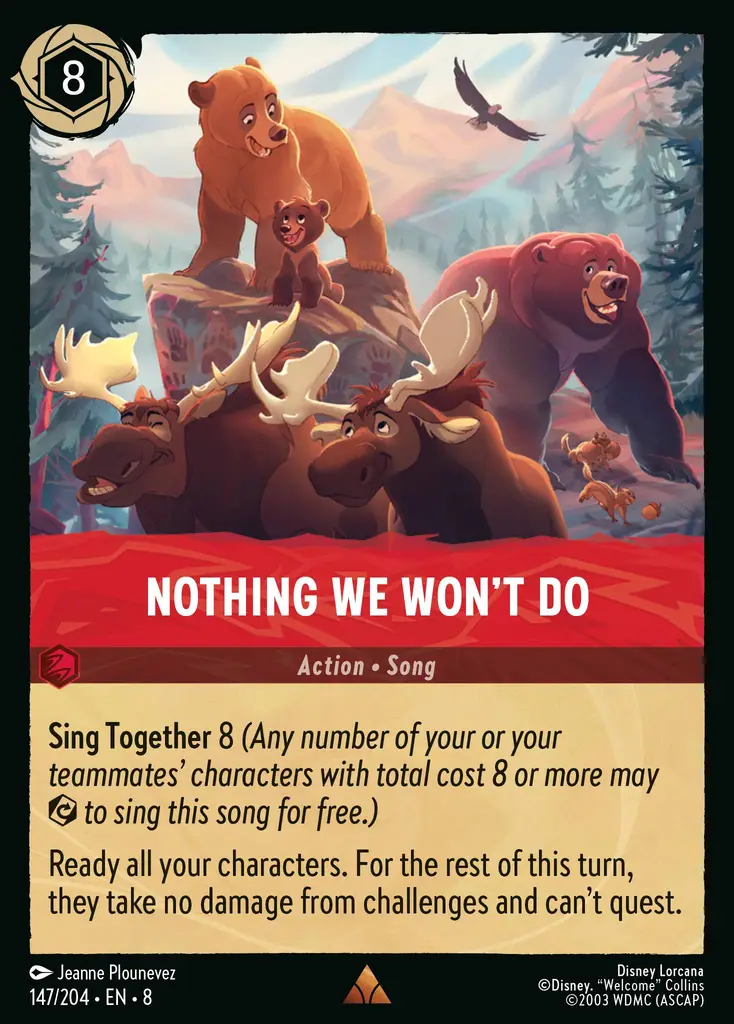 8
NOTHING WE WON'T DO
Action • Song
Sing Together 8 (Any number of your or your
teammates' characters with total cost 8 or more may
to sing this song for free.)
Ready all your characters. For the rest of this turn,
they take no damage from challenges and can't quest.
Jeanne Plounevez
147/204 • EN • 8
Disney Lorcana
©Disney. "Welcome" Collins
©2003 WDMC (ASCAP)